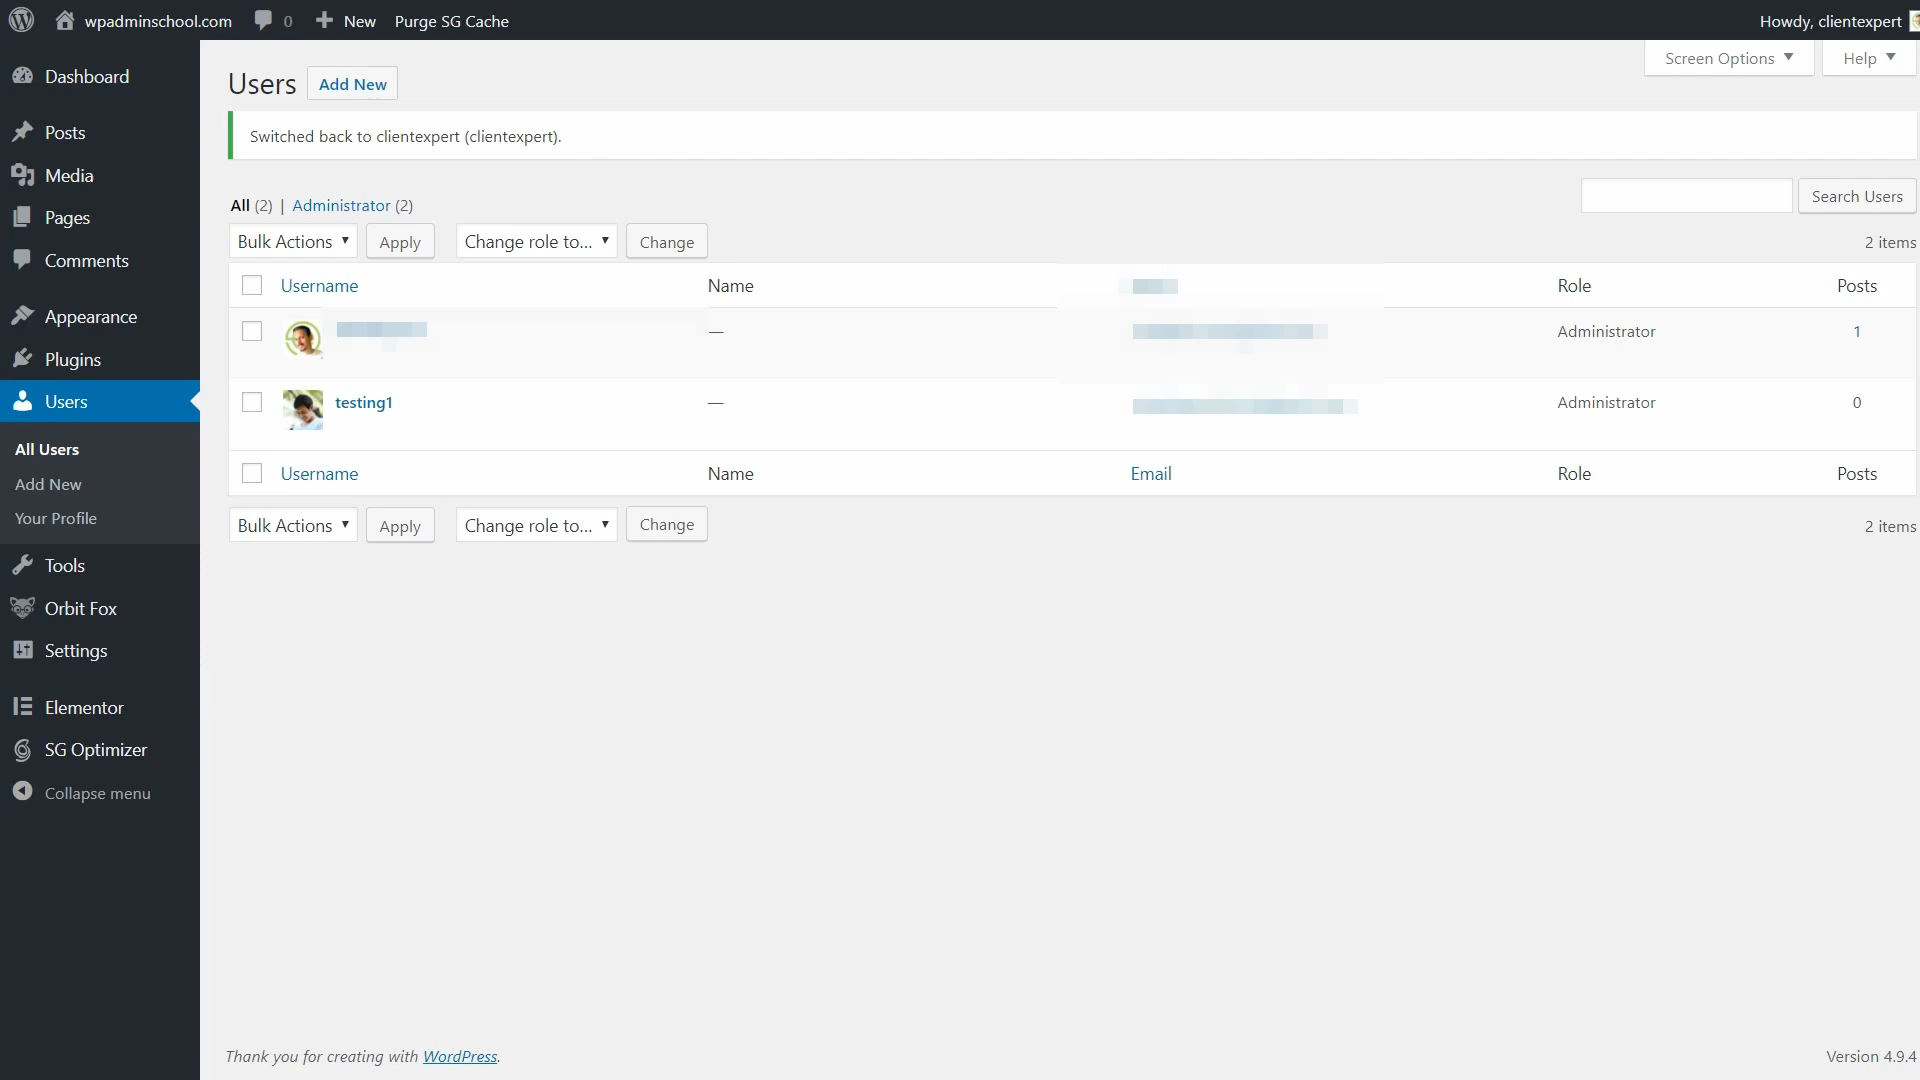 wpadminschool.com 0 New Purge SG Cache Howdy, clientexpert
Screen Options Help
Dashboard
Posts
Media
Pages
Comments
Appearance
Plugins
Users
All Users
Add New
Your Profile
Tools
Orbit Fox
Settings
Elementor
SG Optimizer
Collapse menu
Users Add New
Switched back to clientexpert (clientexpert).
All (2) | Administrator (2)
Search Users
Bulk Actions Apply Change role to... Change 2 items
Username Name Role Posts
— Administrator 1
testing1 — Administrator 0
Username Name Email Role Posts
Bulk Actions Apply Change role to... Change 2 items
Thank you for creating with WordPress. Version 4.9.4